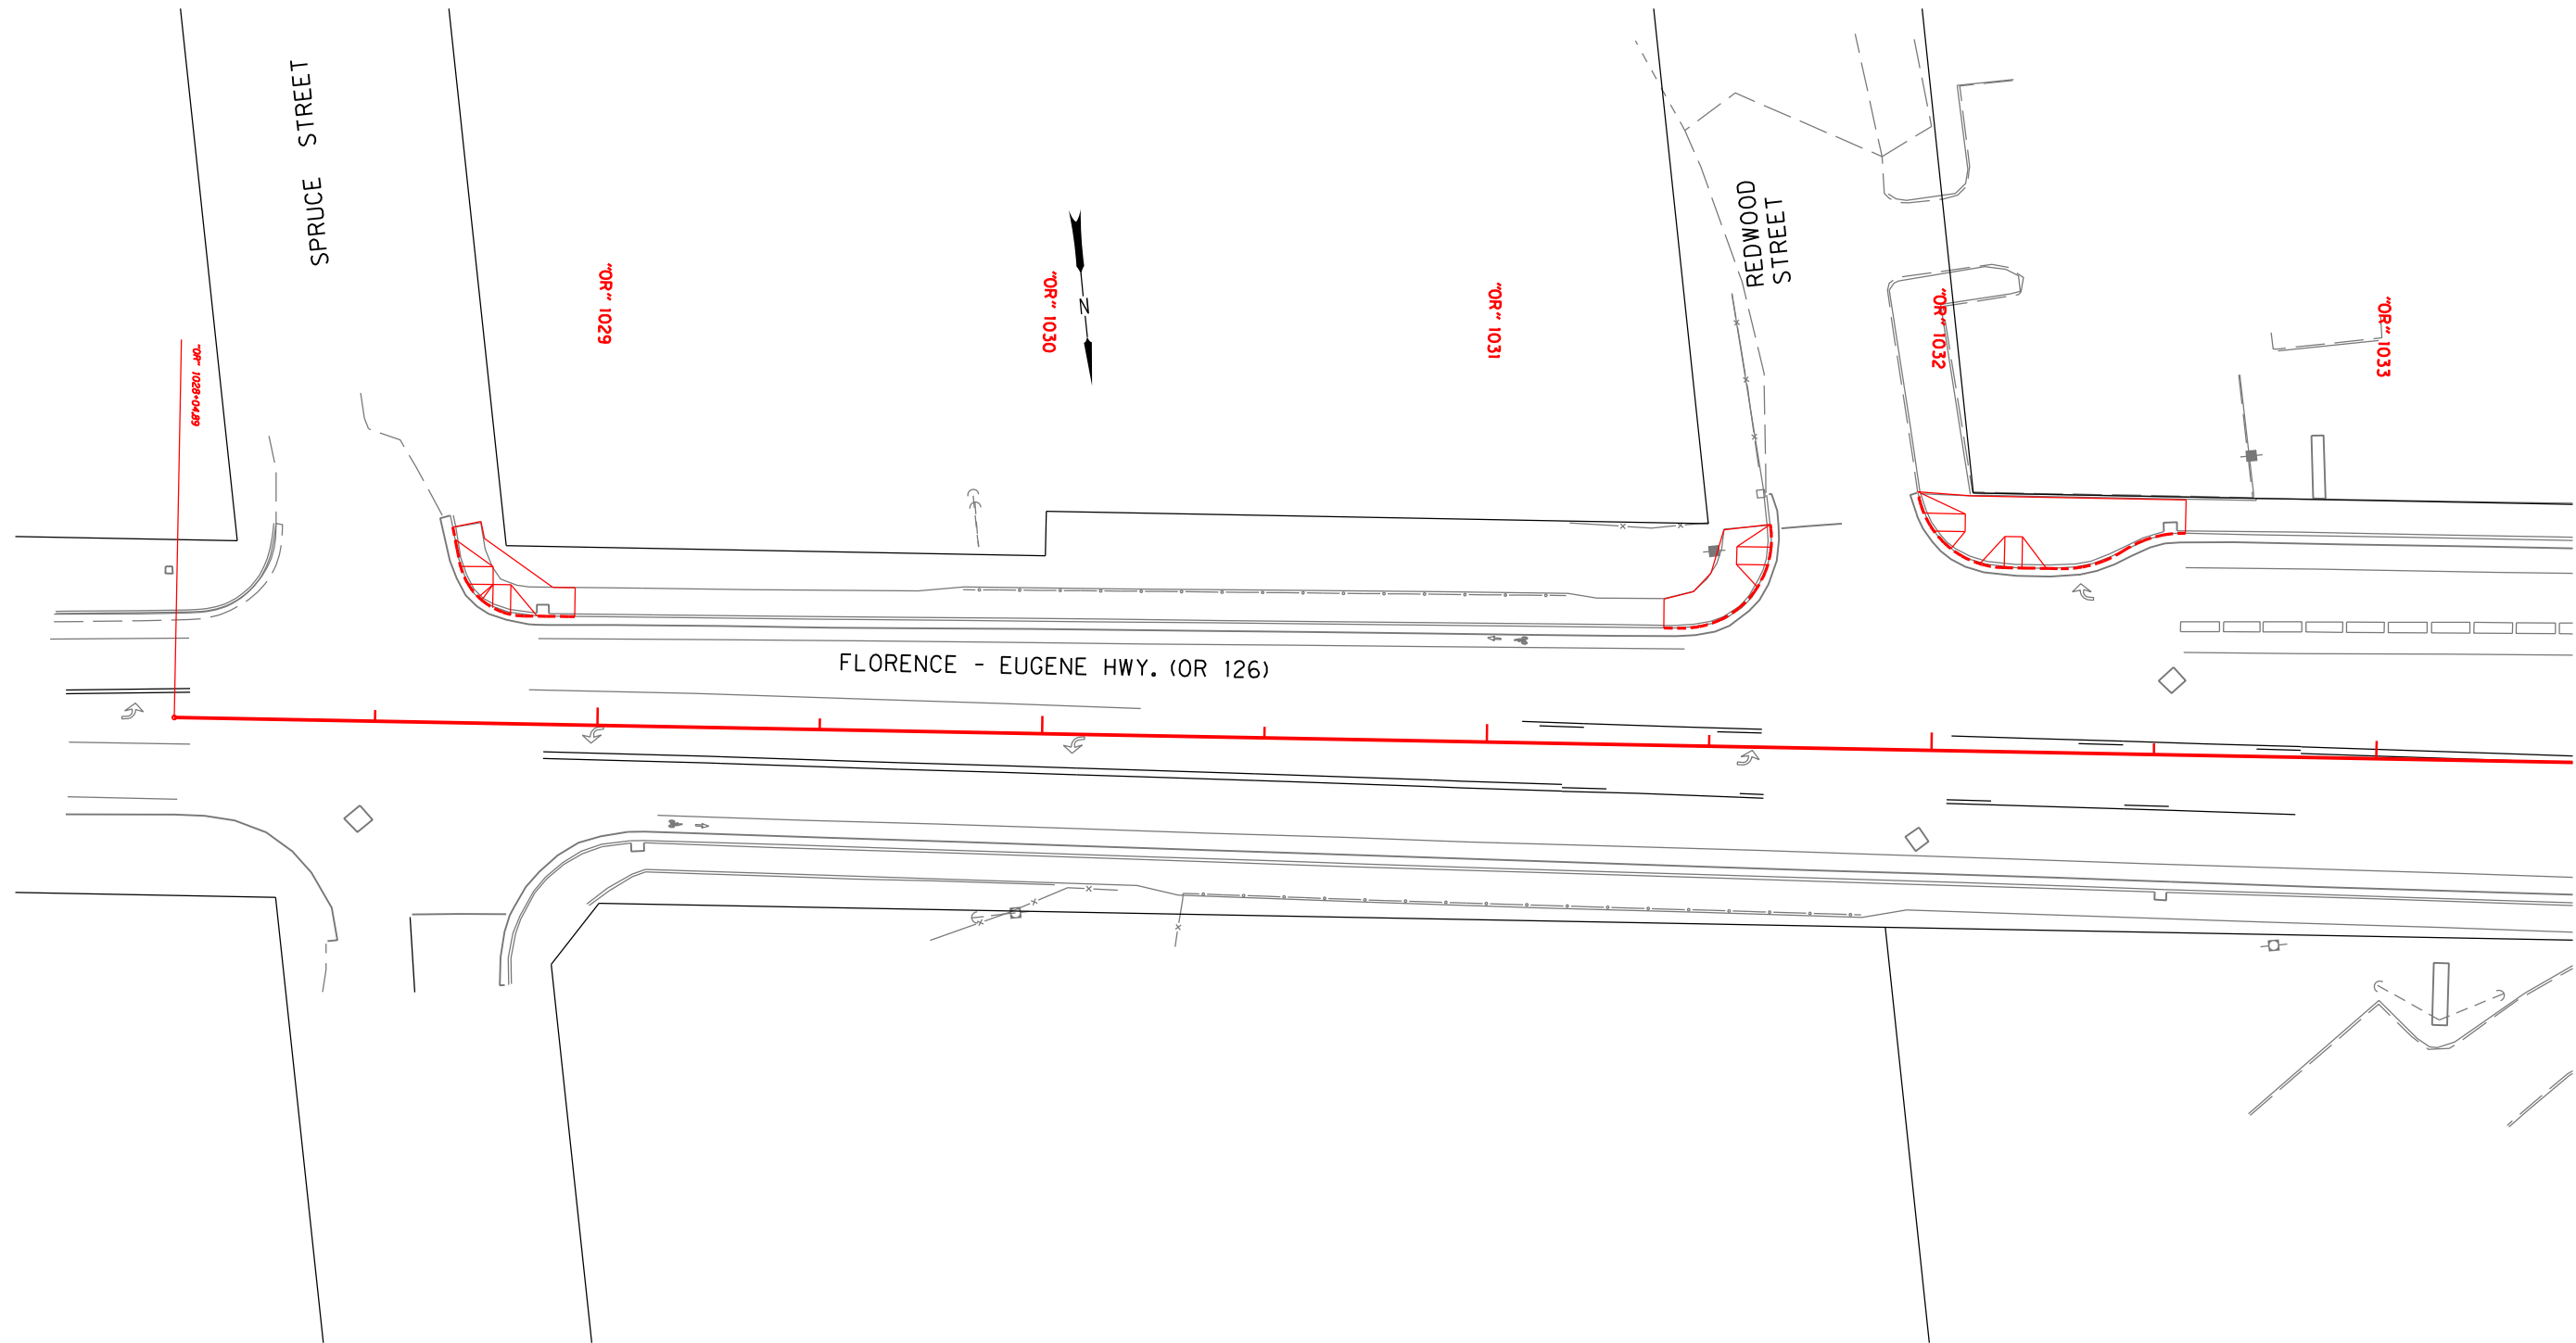 SPRUCE STREET
REDWOOD
STREET
"OR" 1028+04.89
"OR" 1029
"OR" 1030
"OR" 1031
"OR" 1032
"OR" 1033
N
FLORENCE - EUGENE HWY. (OR 126)